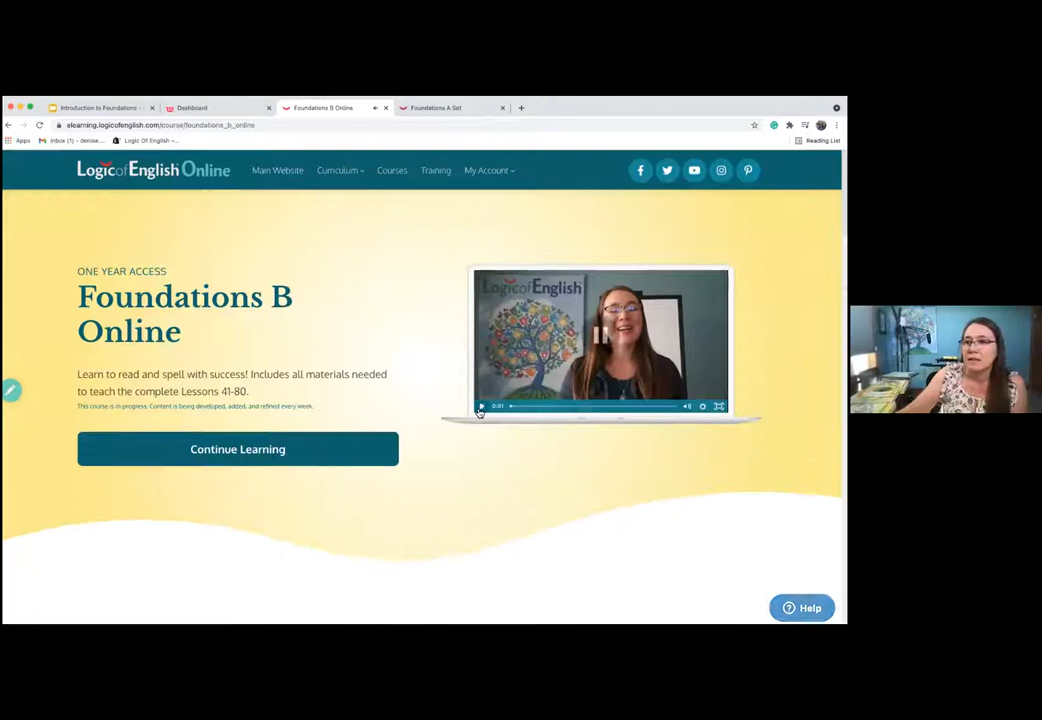 Introduction to Foundations -
Dashboard
Foundations B Online
Foundations A Set
elearning.logicofenglish.com/course/foundations_b_online
Apps
Inbox (1) - denise....
Logic Of English -...
Reading List
LogicofEnglish Online
Main Website
Curriculum
Courses
Training
My Account
ONE YEAR ACCESS
Foundations B
Online
Learn to read and spell with success! Includes all materials needed
to teach the complete Lessons 41-80.
This course is in-progress. Content is being developed, added, and refined every week.
Continue Learning
LogicofEnglish
0:01
Help